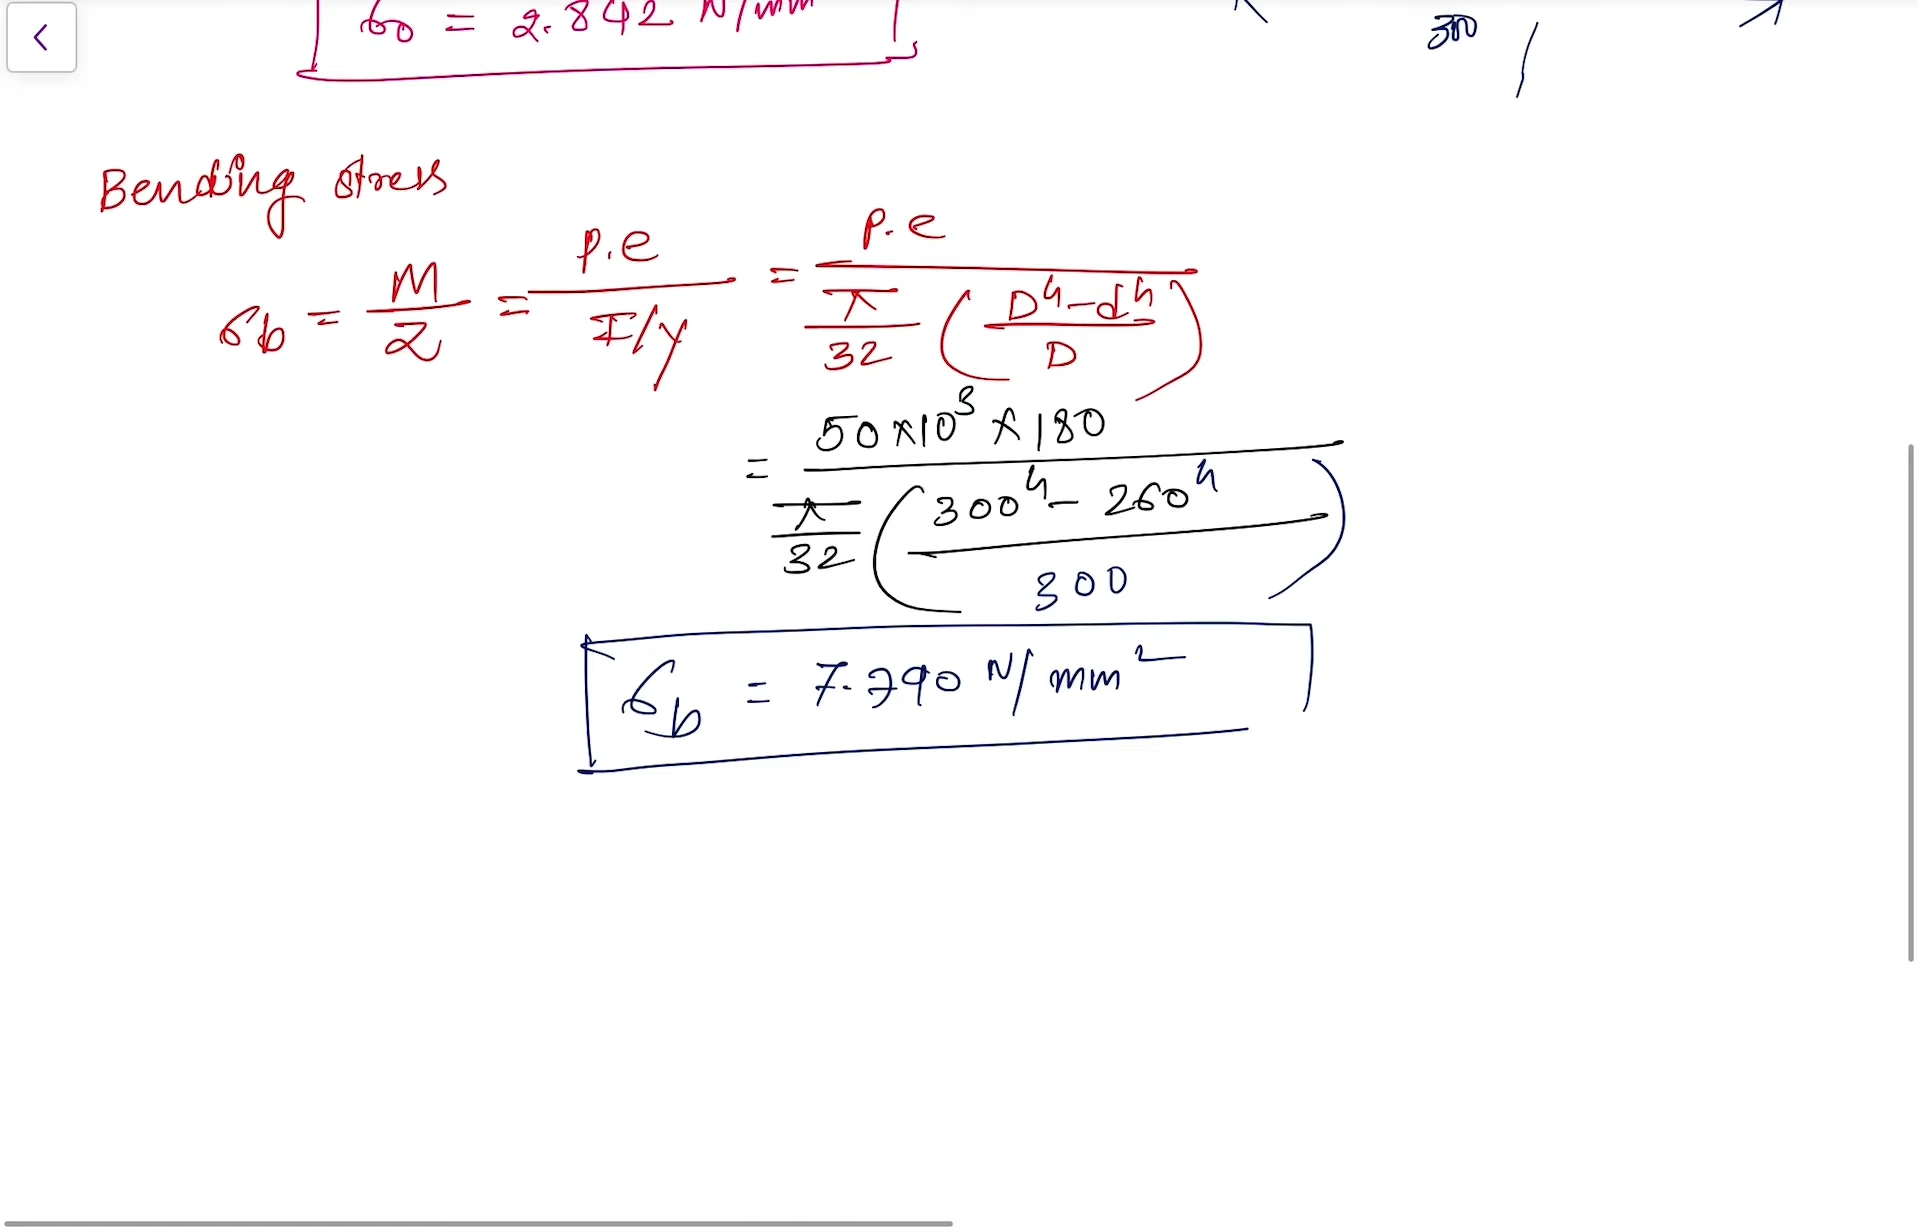 σ0 = 2.842 N/mm
300
Bending stress
σb = M/Z = P.e / (I/y) = P.e / (π/32 ((D⁴-d⁴)/D))
= 50×10³ × 180 / (π/32 ((300⁴ - 260⁴)/300))
σb = 7.790 N/mm²